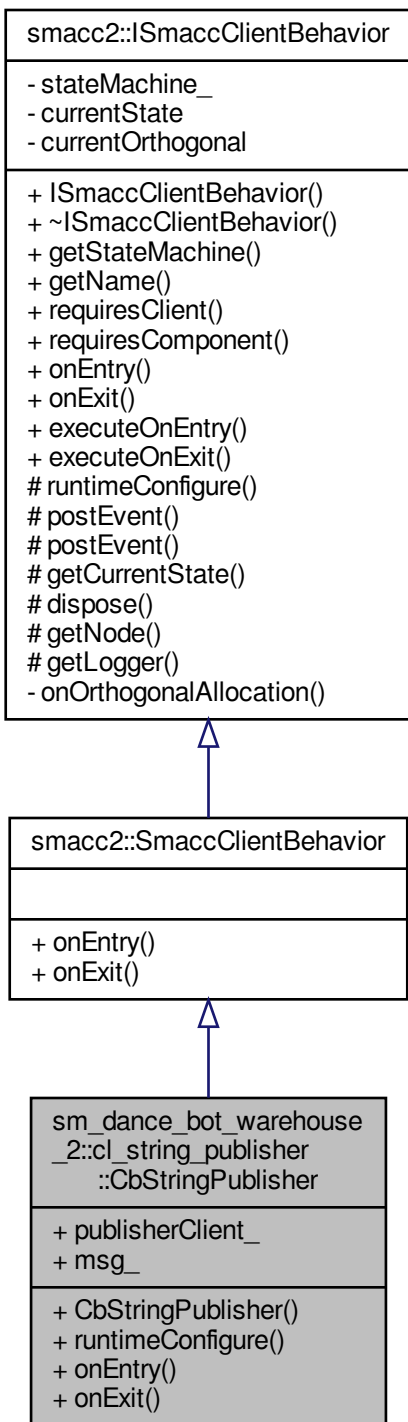 smacc2::ISmaccClientBehavior
- stateMachine_
- currentState
- currentOrthogonal
+ ISmaccClientBehavior()
+ ~ISmaccClientBehavior()
+ getStateMachine()
+ getName()
+ requiresClient()
+ requiresComponent()
+ onEntry()
+ onExit()
+ executeOnEntry()
+ executeOnExit()
# runtimeConfigure()
# postEvent()
# postEvent()
# getCurrentState()
# dispose()
# getNode()
# getLogger()
- onOrthogonalAllocation()
smacc2::SmaccClientBehavior
+ onEntry()
+ onExit()
sm_dance_bot_warehouse
_2::cl_string_publisher
::CbStringPublisher
+ publisherClient_
+ msg_
+ CbStringPublisher()
+ runtimeConfigure()
+ onEntry()
+ onExit()